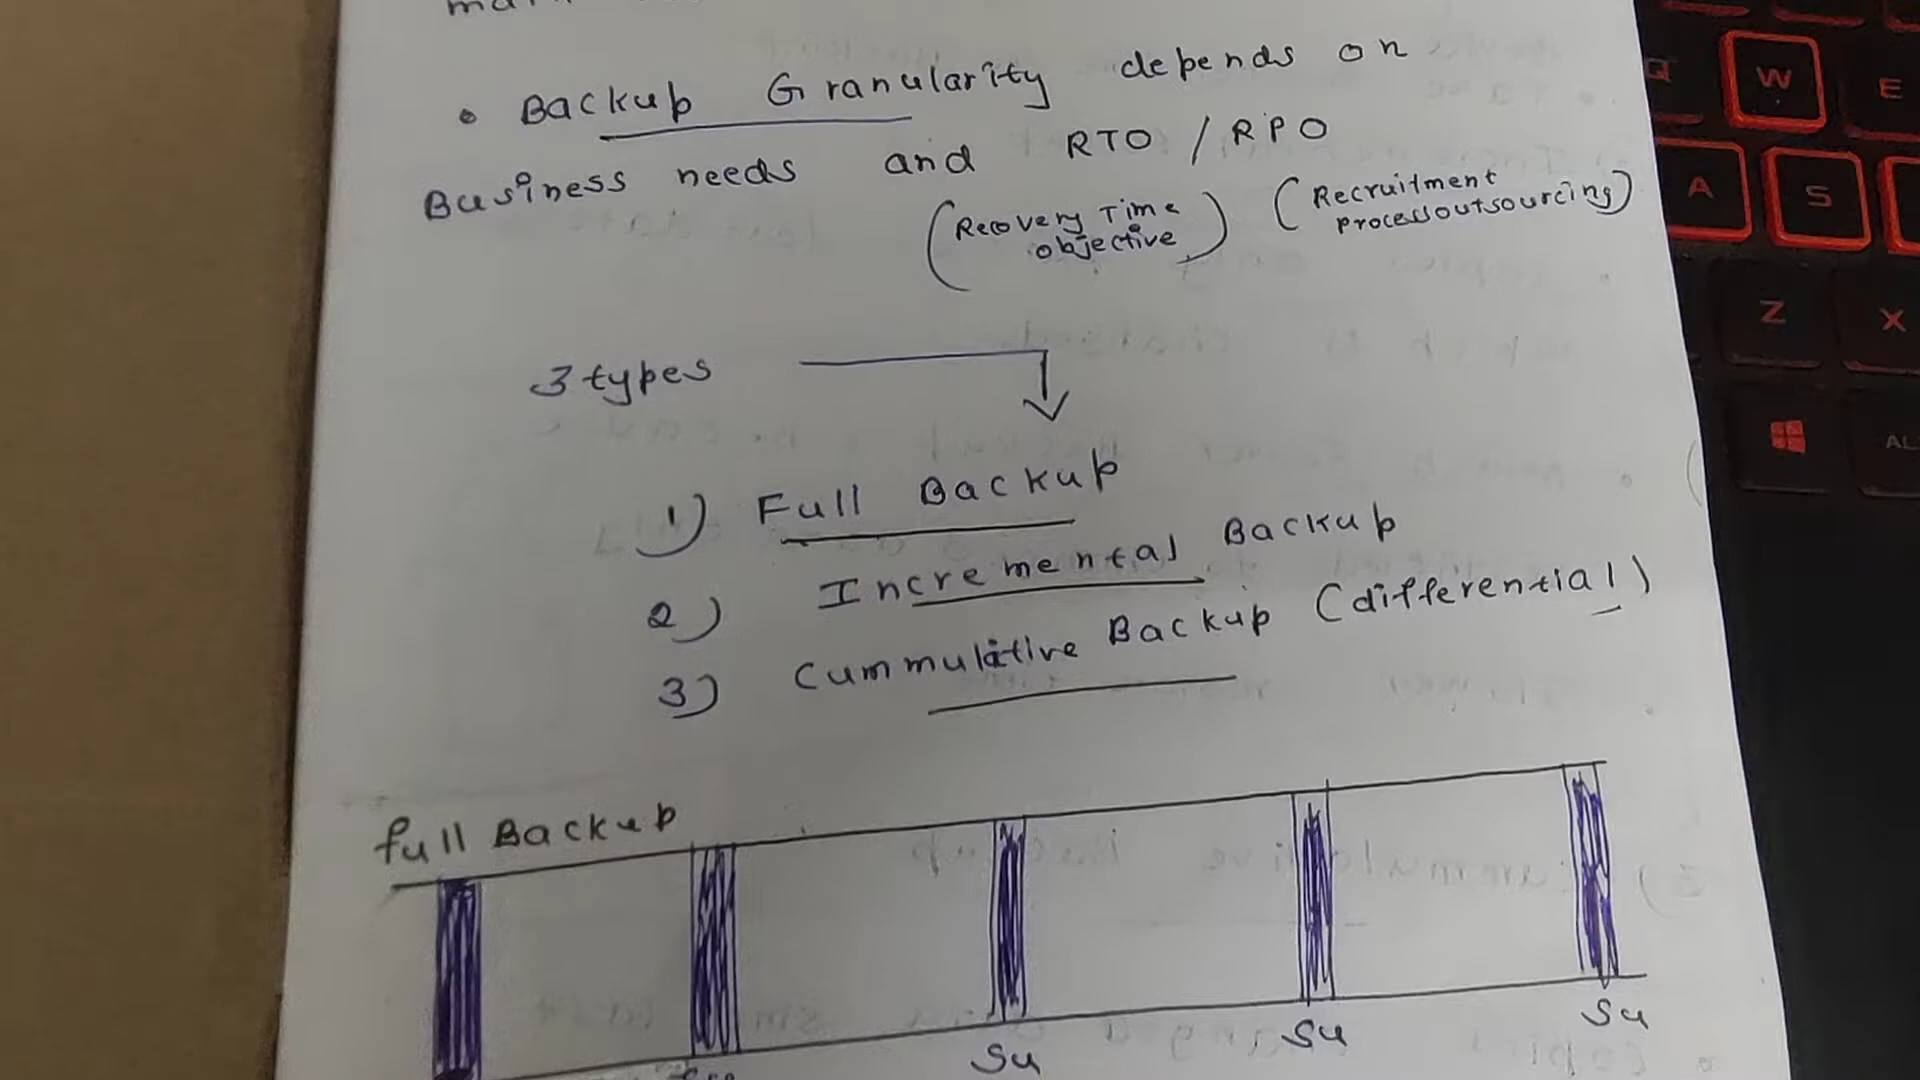 • Backup Granularity depends on
Business needs and RTO / RPO
(Recovery Time objective) (Recruitment processoutsourcing)
3 types
1) Full Backup
2) Incremental Backup
3) Cummulative Backup (differential)
full Backup
Su Su Su
Q W E
A S
Z X
AL